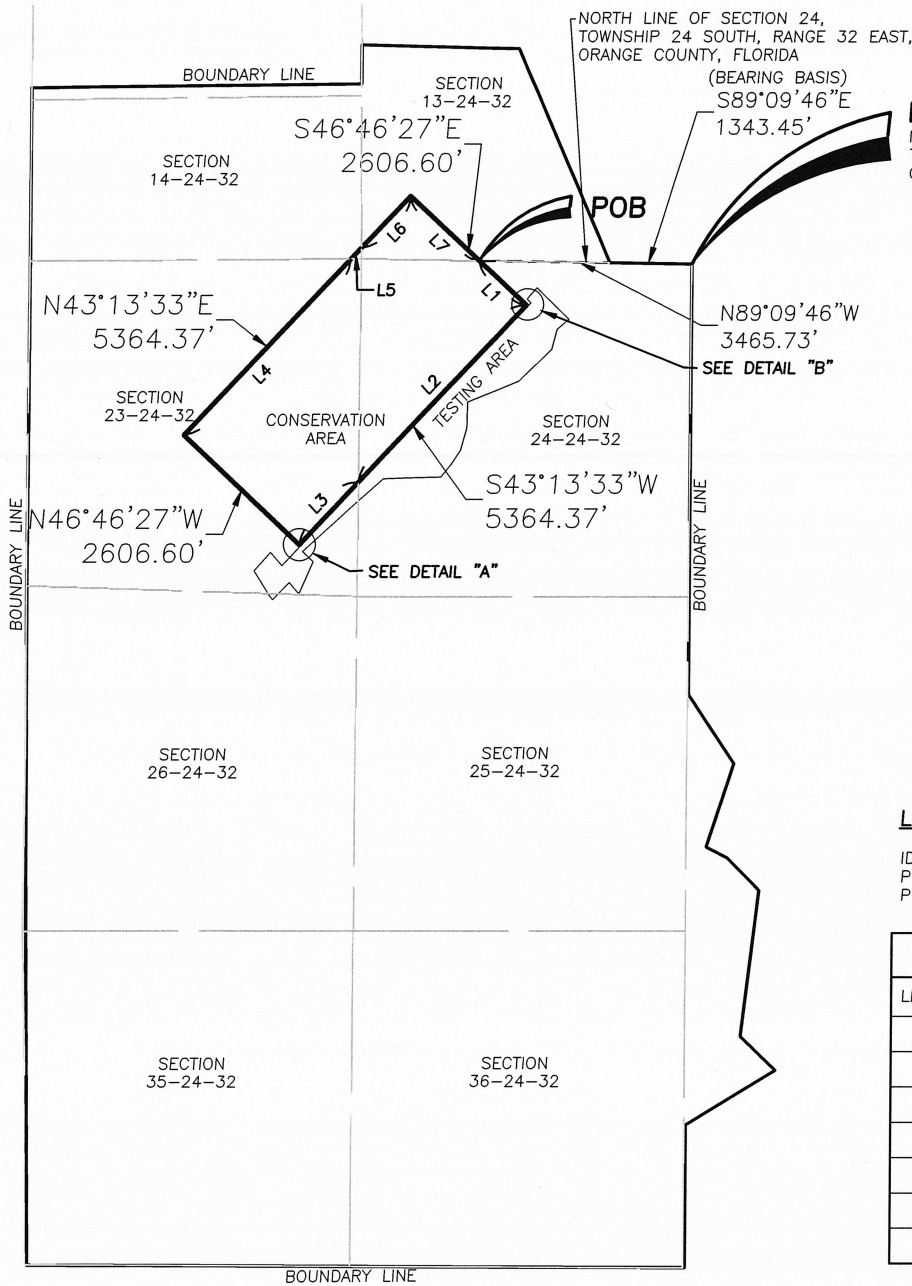 NORTH LINE OF SECTION 24,
TOWNSHIP 24 SOUTH, RANGE 32 EAST,
ORANGE COUNTY, FLORIDA
(BEARING BASIS)
S89°09'46"E
1343.45'
BOUNDARY LINE
SECTION
13-24-32
S46°46'27"E
2606.60'
SECTION
14-24-32
POB
L6
L7
L5
L1
N43°13'33"E
5364.37'
N89°09'46"W
3465.73'
SEE DETAIL "B"
L4
L2
TESTING AREA
SECTION
23-24-32
CONSERVATION
AREA
SECTION
24-24-32
L3
S43°13'33"W
5364.37'
N46°46'27"W
2606.60'
SEE DETAIL "A"
BOUNDARY LINE
BOUNDARY LINE
SECTION
26-24-32
SECTION
25-24-32
SECTION
35-24-32
SECTION
36-24-32
BOUNDARY LINE